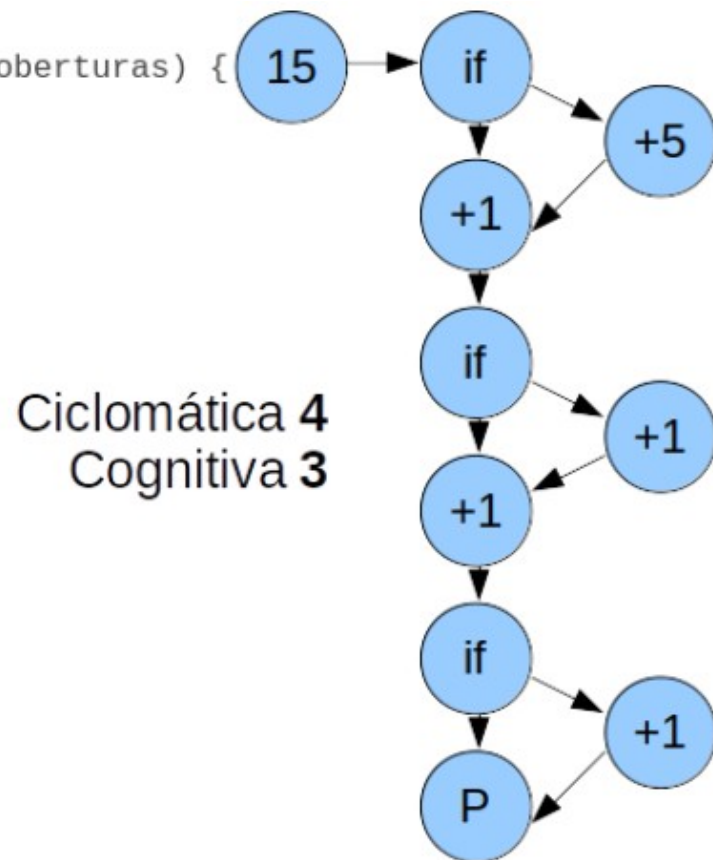 oberturas) {
15
if
+5
+1
if
Ciclomática 4
+1
Cognitiva 3
+1
if
+1
P